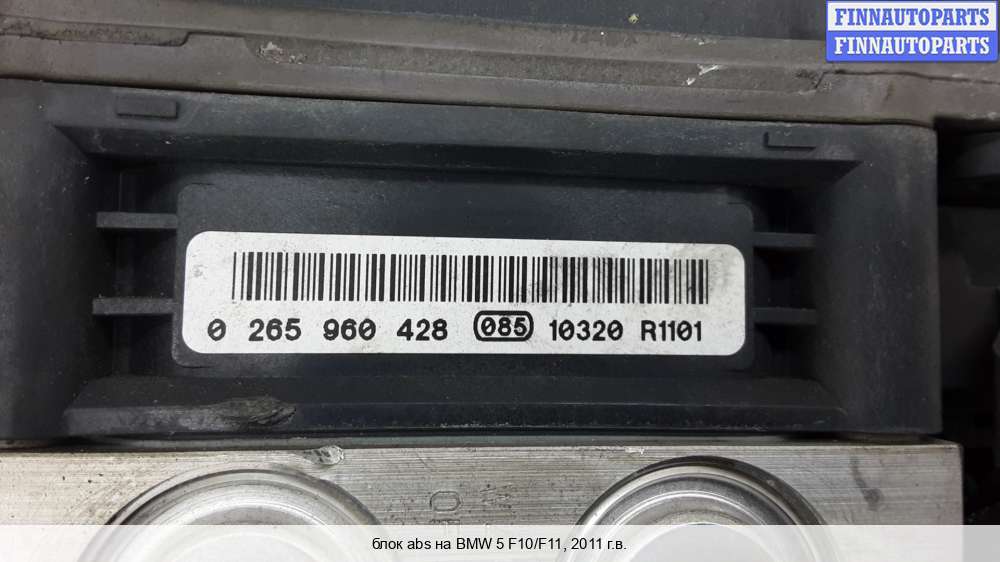 FINNAUTOPARTS
FINNAUTOPARTS
0 265 960 428 085 10320 R1101
блок abs на BMW 5 F10/F11, 2011 г.в.